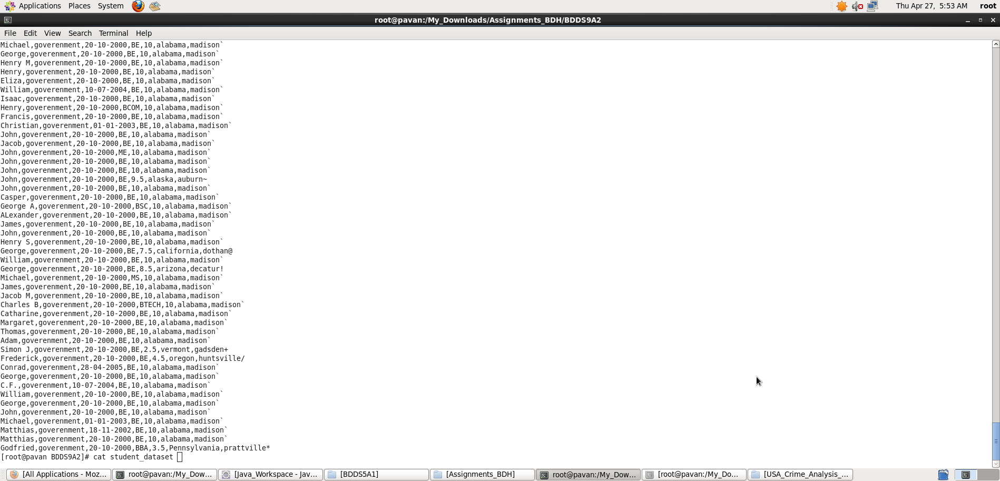 Applications Places System Thu Apr 27, 5:53 AM root
root@pavan:/My_Downloads/Assignments_BDH/BDDS9A2
File Edit View Search Terminal Help
Michael,goverenment,20-10-2000,BE,10,alabama,madison`
George,goverenment,20-10-2000,BE,10,alabama,madison`
Henry M,goverenment,20-10-2000,BE,10,alabama,madison`
Henry,goverenment,20-10-2000,BE,10,alabama,madison`
Eliza,goverenment,20-10-2000,BE,10,alabama,madison`
William,goverenment,10-07-2004,BE,10,alabama,madison`
Isaac,goverenment,20-10-2000,BE,10,alabama,madison`
Henry,goverenment,20-10-2000,BCOM,10,alabama,madison`
Francis,goverenment,20-10-2000,BE,10,alabama,madison`
Christian,goverenment,01-01-2003,BE,10,alabama,madison`
John,goverenment,20-10-2000,BE,10,alabama,madison`
Jacob,goverenment,20-10-2000,BE,10,alabama,madison`
John,goverenment,20-10-2000,ME,10,alabama,madison`
John,goverenment,20-10-2000,BE,10,alabama,madison`
John,goverenment,20-10-2000,BE,10,alabama,madison`
John,goverenment,20-10-2000,BE,9.5,alaska,auburn~
John,goverenment,20-10-2000,BE,10,alabama,madison`
Casper,goverenment,20-10-2000,BE,10,alabama,madison`
George A,goverenment,20-10-2000,BSC,10,alabama,madison`
ALexander,goverenment,20-10-2000,BE,10,alabama,madison`
James,goverenment,20-10-2000,BE,10,alabama,madison`
John,goverenment,20-10-2000,BE,10,alabama,madison`
Henry S,goverenment,20-10-2000,BE,10,alabama,madison`
George,goverenment,20-10-2000,BE,7.5,california,dothan@
William,goverenment,20-10-2000,BE,10,alabama,madison`
George,goverenment,20-10-2000,BE,8.5,arizona,decatur!
Michael,goverenment,20-10-2000,MS,10,alabama,madison`
James,goverenment,20-10-2000,BE,10,alabama,madison`
Jacob M,goverenment,20-10-2000,BE,10,alabama,madison`
Charles B,goverenment,20-10-2000,BTECH,10,alabama,madison`
Catharine,goverenment,20-10-2000,BE,10,alabama,madison`
Margaret,goverenment,20-10-2000,BE,10,alabama,madison`
Thomas,goverenment,20-10-2000,BE,10,alabama,madison`
Adam,goverenment,20-10-2000,BE,10,alabama,madison`
Simon J,goverenment,20-10-2000,BE,2.5,vermont,gadsden+
Frederick,goverenment,20-10-2000,BE,4.5,oregon,huntsville/
Conrad,goverenment,28-04-2005,BE,10,alabama,madison`
George,goverenment,20-10-2000,BE,10,alabama,madison`
C.F.,goverenment,10-07-2004,BE,10,alabama,madison`
William,goverenment,20-10-2000,BE,10,alabama,madison`
George,goverenment,20-10-2000,BE,10,alabama,madison`
John,goverenment,20-10-2000,BE,10,alabama,madison`
Michael,goverenment,01-01-2003,BE,10,alabama,madison`
Matthias,goverenment,18-11-2002,BE,10,alabama,madison`
Matthias,goverenment,20-10-2000,BE,10,alabama,madison`
Godfried,goverenment,20-10-2000,BBA,3.5,Pennsylvania,prattville*
[root@pavan BDDS9A2]# cat student_dataset
[All Applications - Moz... root@pavan:/My_Dow... [Java_Workspace - Jav... [BDDS5A1] [Assignments_BDH] root@pavan:/My_Dow... [root@pavan:/My_Do... [USA_Crime_Analysis_...